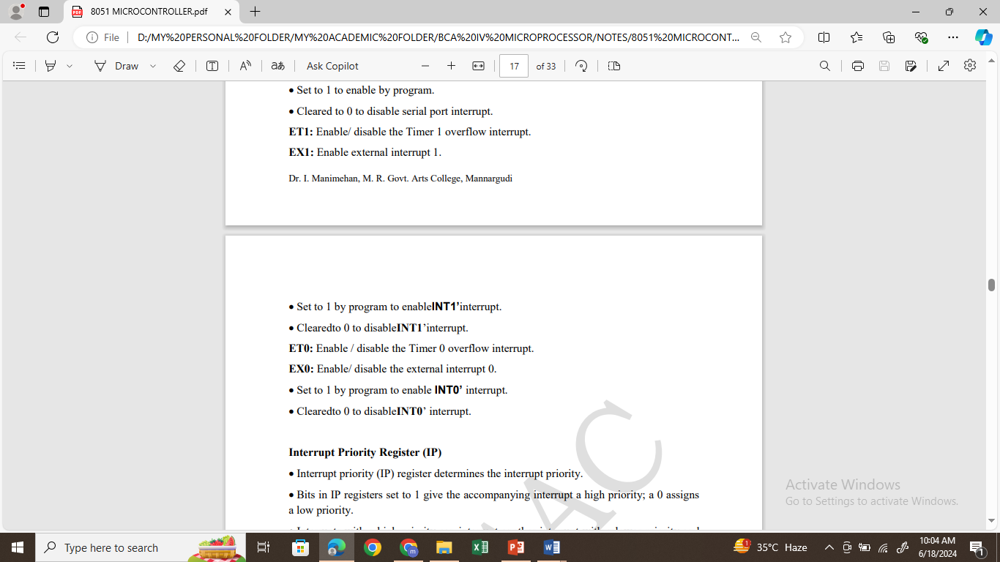 8051 MICROCONTROLLER.pdf
File
D:/MY%20PERSONAL%20FOLDER/MY%20ACADEMIC%20FOLDER/BCA%20IV%20MICROPROCESSOR/NOTES/8051%20MICROCONT...
Draw
Ask Copilot
17 of 33
• Set to 1 to enable by program.
• Cleared to 0 to disable serial port interrupt.
ET1: Enable/ disable the Timer 1 overflow interrupt.
EX1: Enable external interrupt 1.
Dr. I. Manimehan, M. R. Govt. Arts College, Mannargudi
• Set to 1 by program to enableINT1’interrupt.
• Clearedto 0 to disableINT1’interrupt.
ET0: Enable / disable the Timer 0 overflow interrupt.
EX0: Enable/ disable the external interrupt 0.
• Set to 1 by program to enable INT0’ interrupt.
• Clearedto 0 to disableINT0’ interrupt.
Interrupt Priority Register (IP)
• Interrupt priority (IP) register determines the interrupt priority.
• Bits in IP registers set to 1 give the accompanying interrupt a high priority; a 0 assigns
a low priority.
Activate Windows
Go to Settings to activate Windows.
Type here to search
35°C Haze
10:04 AM
6/18/2024